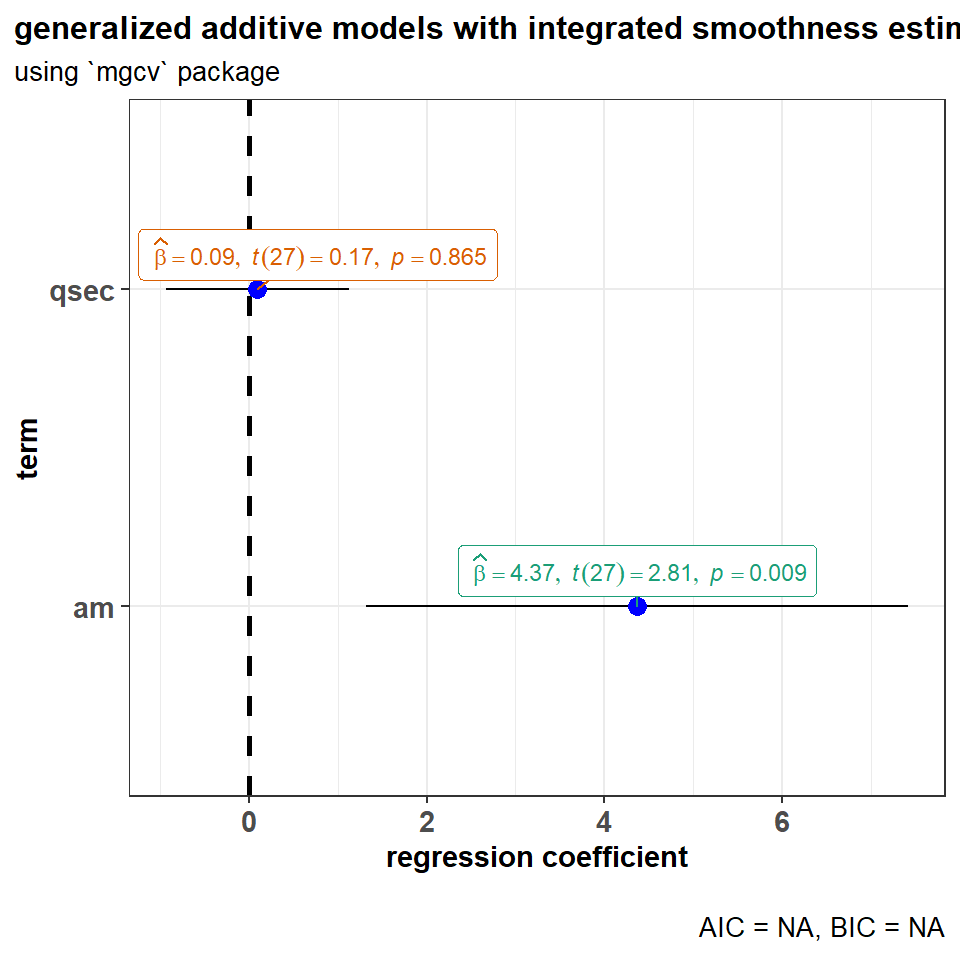 generalized additive models with integrated smoothness estin
using `mgcv` package
β̂ = 0.09, t(27) = 0.17, p = 0.865
qsec
term
β̂ = 4.37, t(27) = 2.81, p = 0.009
am
0 2 4 6
regression coefficient
AIC = NA, BIC = NA